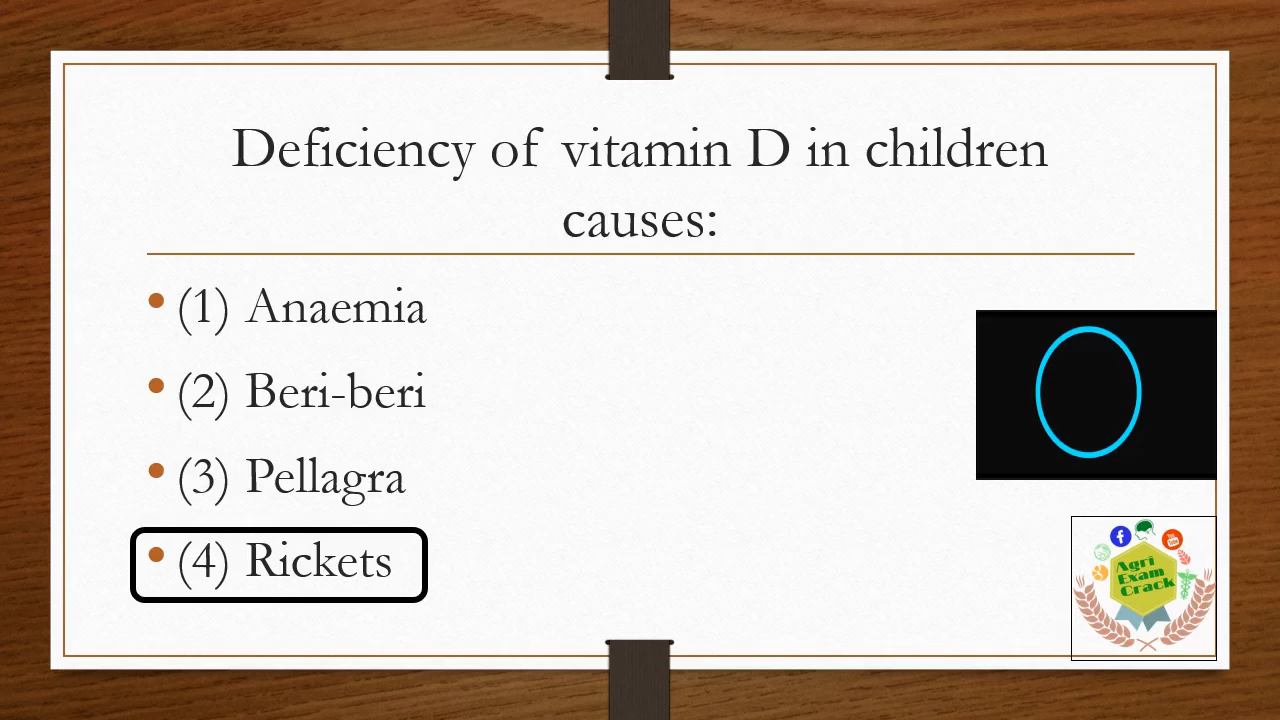 Deficiency of vitamin D in children
causes:
• (1) Anaemia
• (2) Beri-beri
• (3) Pellagra
• (4) Rickets
Agri
Exam
Crack